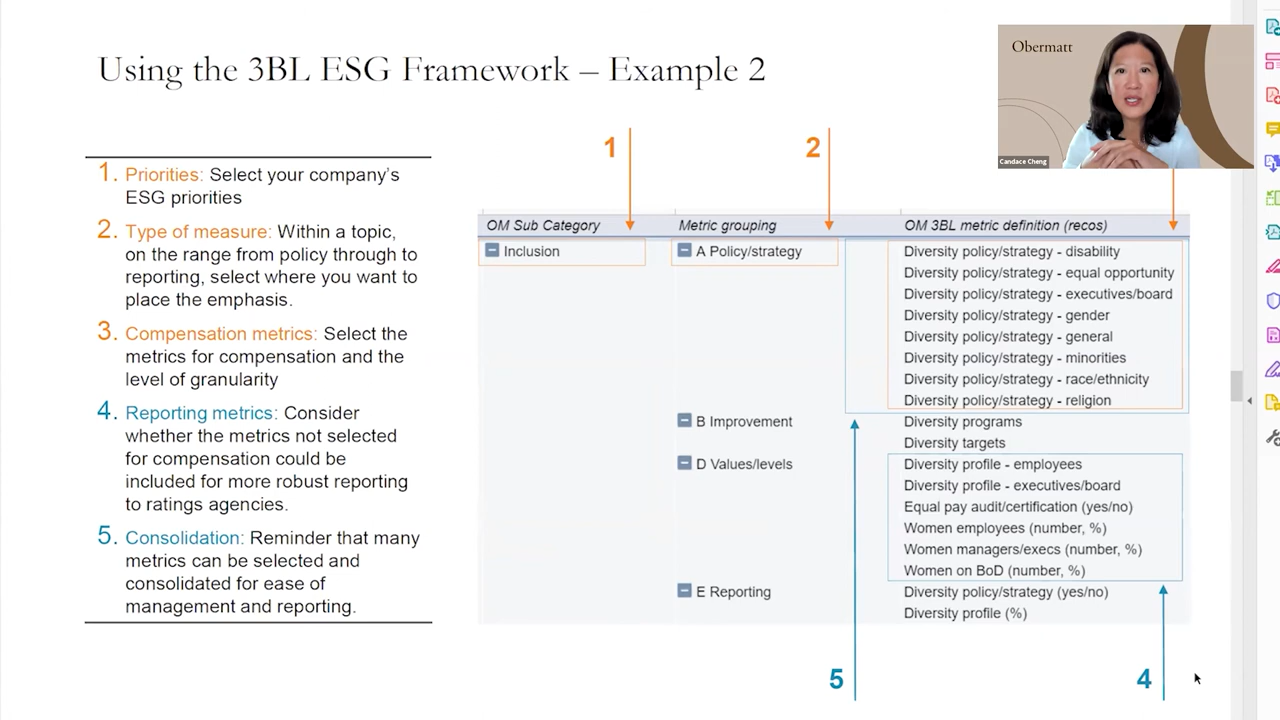 Using the 3BL ESG Framework – Example 2
Obermatt
Candace Cheng
1. Priorities: Select your company’s
ESG priorities
2. Type of measure: Within a topic,
on the range from policy through to
reporting, select where you want to
place the emphasis.
3. Compensation metrics: Select the
metrics for compensation and the
level of granularity
4. Reporting metrics: Consider
whether the metrics not selected
for compensation could be
included for more robust reporting
to ratings agencies.
5. Consolidation: Reminder that many
metrics can be selected and
consolidated for ease of
management and reporting.
1
2
OM Sub Category Metric grouping OM 3BL metric definition (recos)
Inclusion A Policy/strategy Diversity policy/strategy - disability
Diversity policy/strategy - equal opportunity
Diversity policy/strategy - executives/board
Diversity policy/strategy - gender
Diversity policy/strategy - general
Diversity policy/strategy - minorities
Diversity policy/strategy - race/ethnicity
Diversity policy/strategy - religion
B Improvement Diversity programs
Diversity targets
D Values/levels Diversity profile - employees
Diversity profile - executives/board
Equal pay audit/certification (yes/no)
Women employees (number, %)
Women managers/execs (number, %)
Women on BoD (number, %)
E Reporting Diversity policy/strategy (yes/no)
Diversity profile (%)
5
4